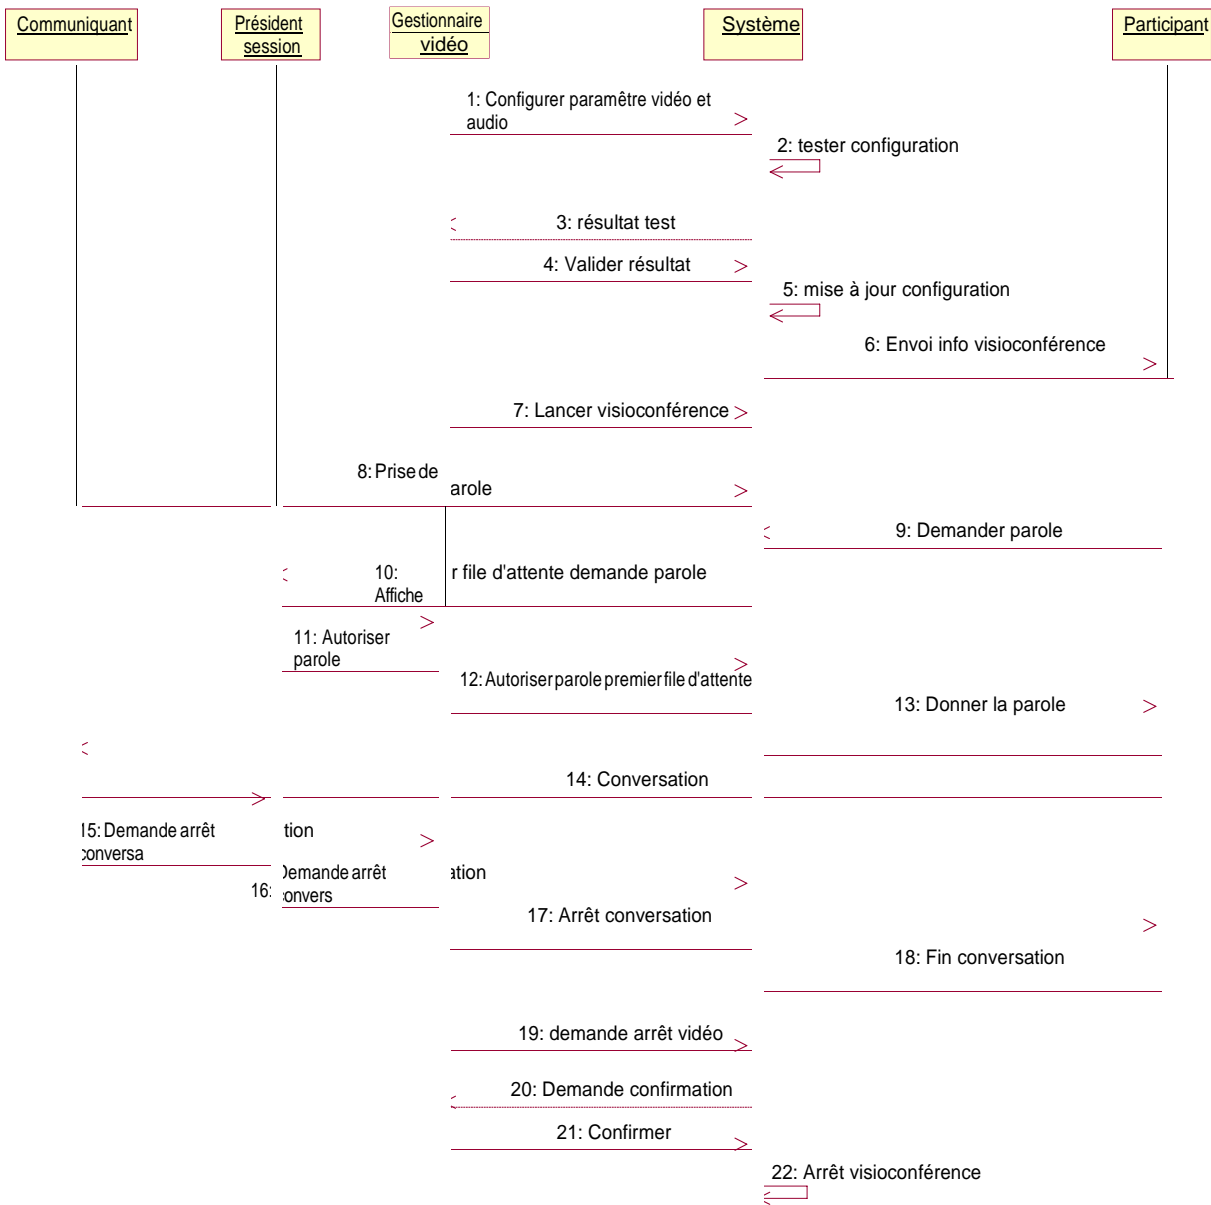 Communiquant
Président
session
Gestionnaire
vidéo
Système
Participant
1: Configurer paramêtre vidéo et
audio
2: tester configuration
3: résultat test
4: Valider résultat
5: mise à jour configuration
6: Envoi info visioconférence
7: Lancer visioconférence
8: Prise de
arole
9: Demander parole
10:
Affiche
r file d'attente demande parole
11: Autoriser
parole
12: Autoriser parole premier file d'attente
13: Donner la parole
14: Conversation
15: Demande arrêt
conversa
tion
16:
Demande arrêt
convers
ation
17: Arrêt conversation
18: Fin conversation
19: demande arrêt vidéo
20: Demande confirmation
21: Confirmer
22: Arrêt visioconférence